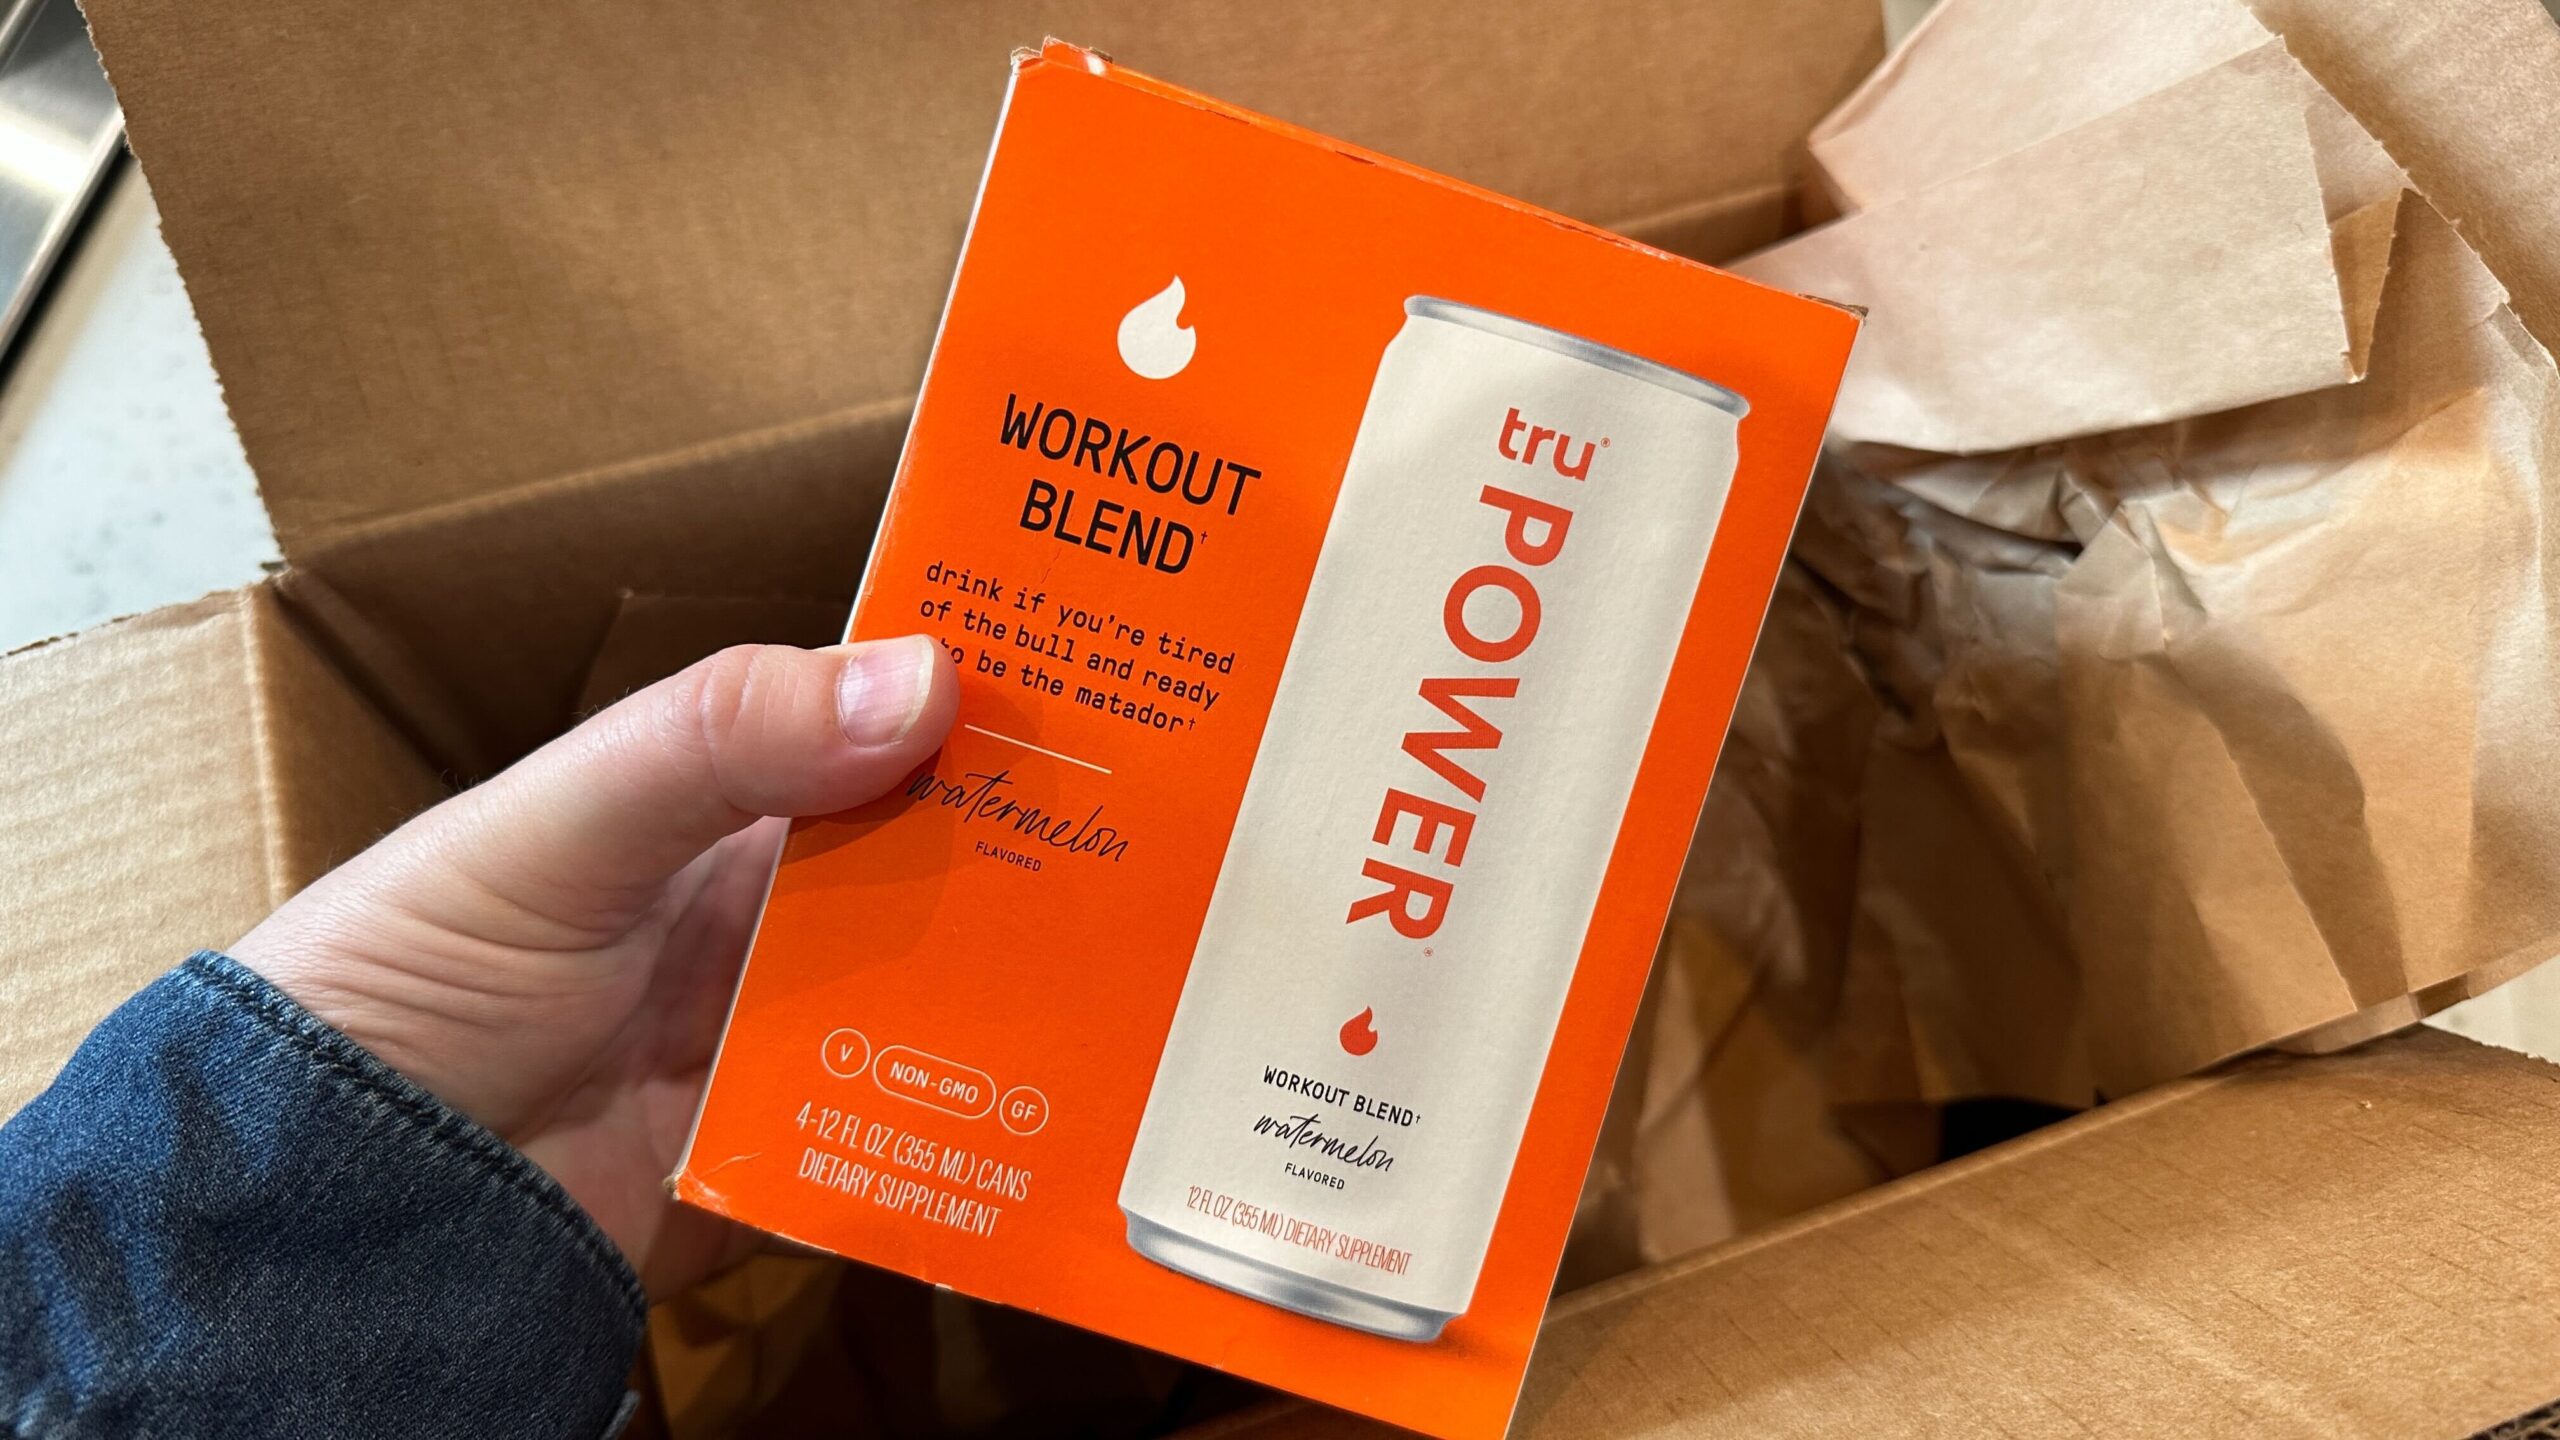 WORKOUT
BLEND†
drink if you're tired
of the bull and ready
to be the matador†
watermelon
FLAVORED
V NON-GMO GF
4-12 FL OZ (355 ML) CANS
DIETARY SUPPLEMENT
tru®
POWER®
WORKOUT BLEND†
watermelon
FLAVORED
12 FL OZ (355 ML) DIETARY SUPPLEMENT